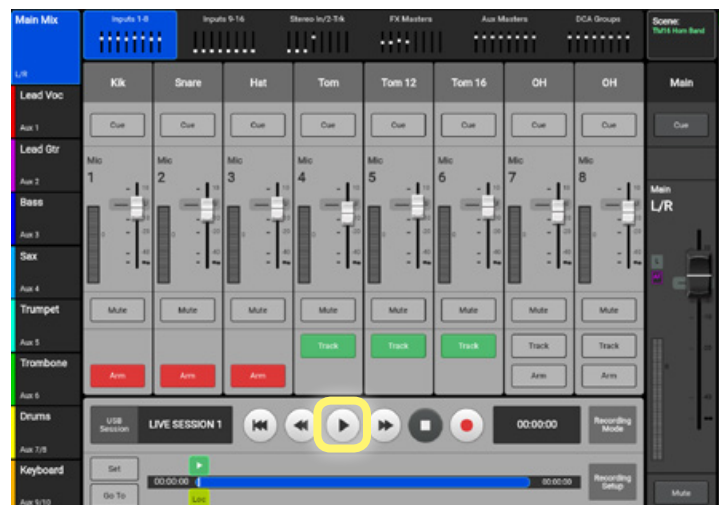 Main Mix
L/R
Inputs 1-8
Inputs 9-16
Stereo In/2-Trk
FX Masters
Aux Masters
DCA Groups
Scene:
TM16 Horn Band
Lead Voc
Aux 1
Lead Gtr
Aux 2
Bass
Aux 3
Sax
Aux 4
Trumpet
Aux 5
Trombone
Aux 6
Drums
Aux 7/8
Keyboard
Aux 9/10
Kik Snare Hat Tom Tom 12 Tom 16 OH OH Main
Cue Cue Cue Cue Cue Cue Cue Cue Cue
Mic Mic Mic Mic Mic Mic Mic Mic
1 2 3 4 5 6 7 8
Main
L/R
Mute Mute Mute Mute Mute Mute Mute Mute
Track Track Track Track Track
Arm Arm Arm Arm Arm
USB
Session
LIVE SESSION 1
00:00:00
Recording
Mode
Set
Go To
00:00:00
Loc
00:00:00
Recording
Setup
Mute